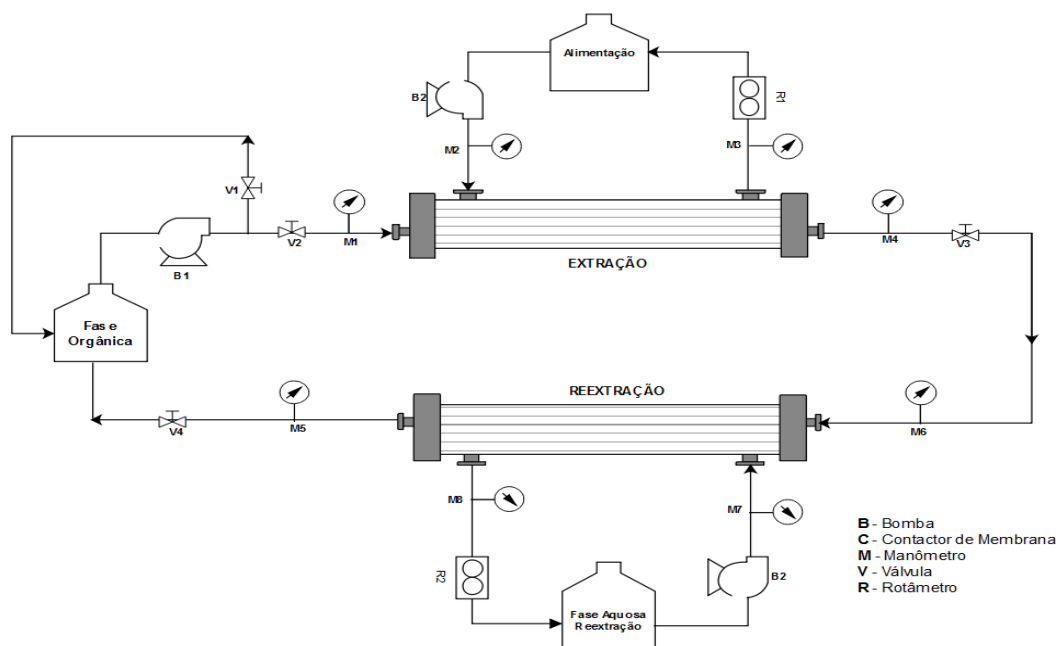 Alimentação
B2
R1
M2
M3
V1
V2
M1
M4
V3
B1
EXTRAÇÃO
Fase
Orgânica
REEXTRAÇÃO
V4
M5
M6
M8
M7
R2
B2
Fase Aquosa
Reextração
B - Bomba
C - Contactor de Membrana
M - Manômetro
V - Válvula
R - Rotâmetro